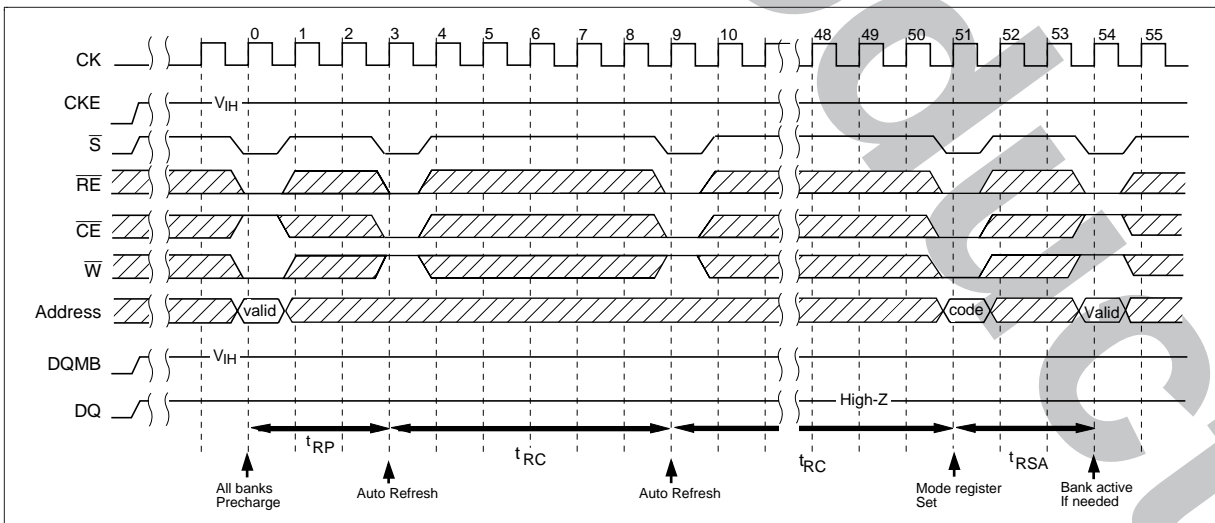 0 1 2 3 4 5 6 7 8 9 10 48 49 50 51 52 53 54 55
CK
CKE VIH
S
RE
CE
W
Address valid code Valid
DQMB VIH
DQ High-Z
tRP tRC tRC tRSA
All banks
Precharge
Auto Refresh
Auto Refresh
Mode register
Set
Bank active
If needed